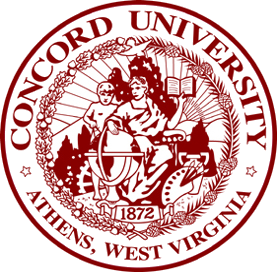 CONCORD UNIVERSITY
ATHENS, WEST VIRGINIA
1872